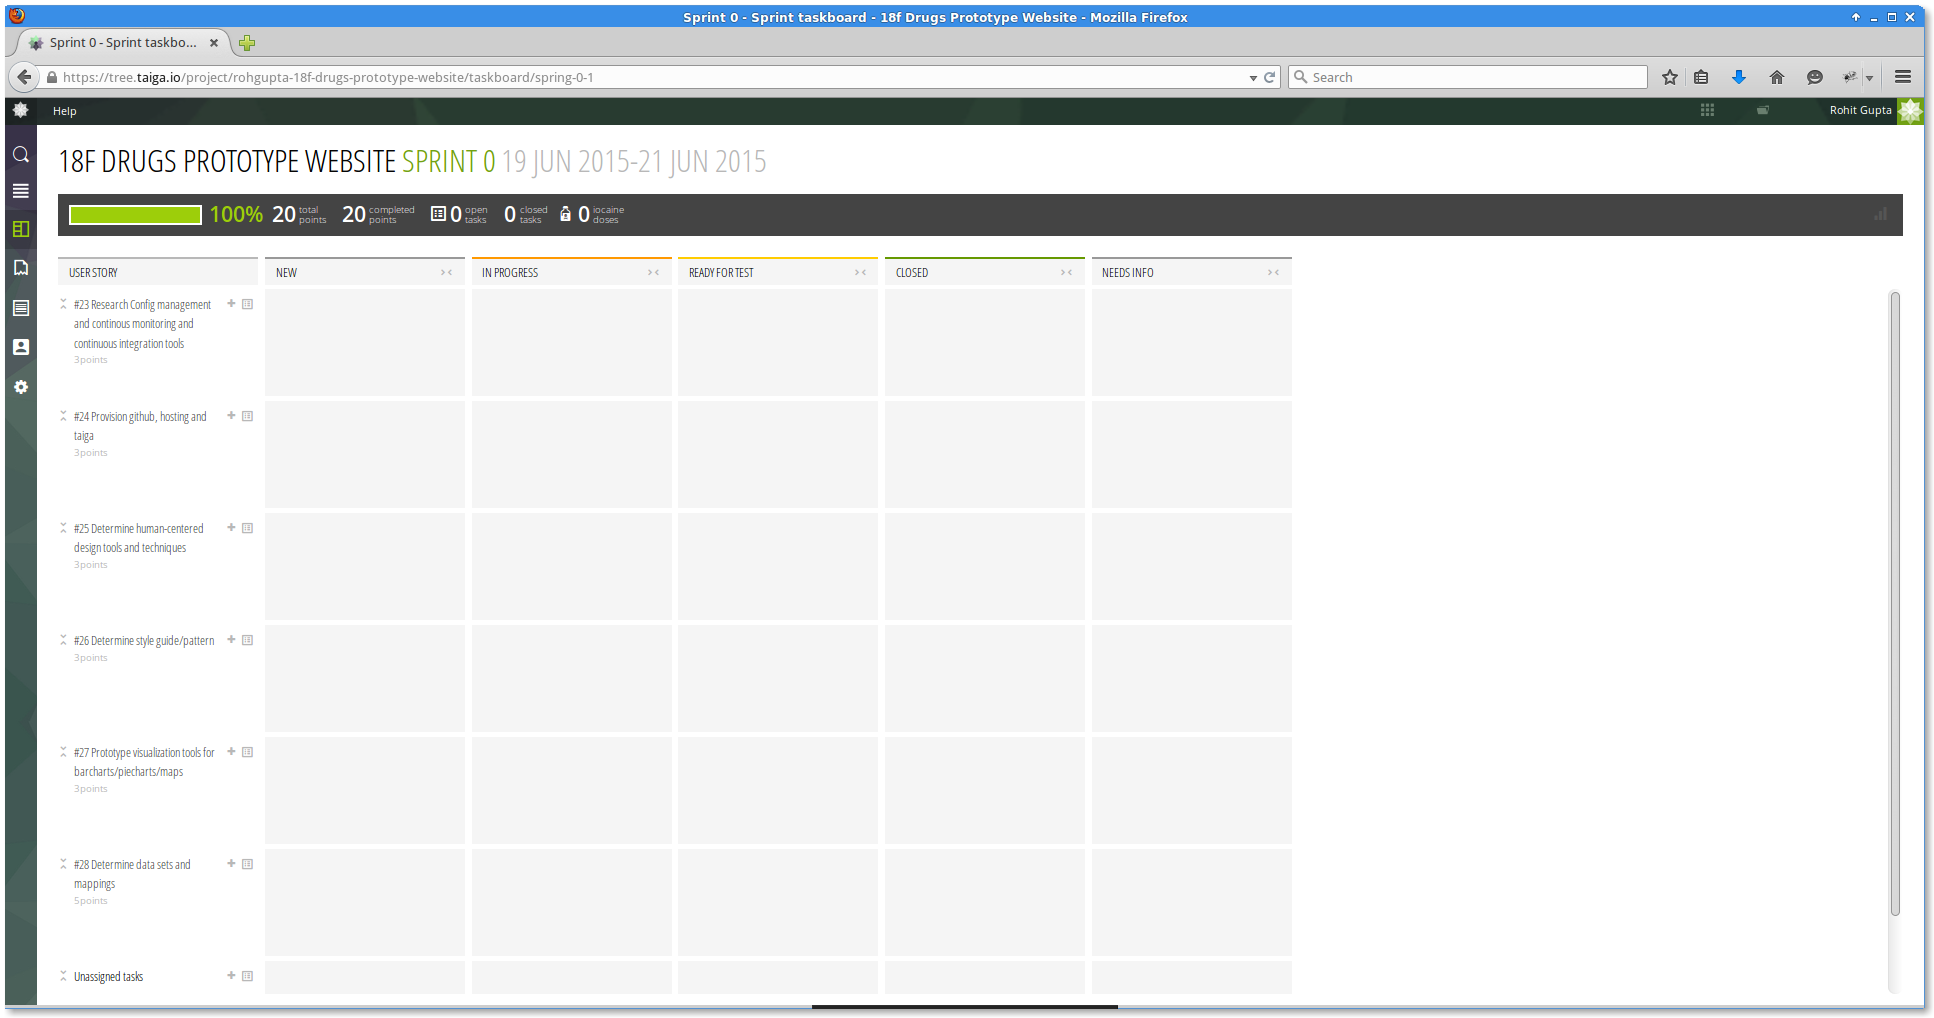 Sprint 0 - Sprint taskboard - 18f Drugs Prototype Website - Mozilla Firefox
Sprint 0 - Sprint taskbo...
https://tree.taiga.io/project/rohgupta-18f-drugs-prototype-website/taskboard/spring-0-1
Search
Help
Rohit Gupta
18F DRUGS PROTOTYPE WEBSITE SPRINT 0 19 JUN 2015-21 JUN 2015
100% 20 total points 20 completed points 0 open tasks 0 closed tasks 0 iocaine doses
USER STORY NEW IN PROGRESS READY FOR TEST CLOSED NEEDS INFO
#23 Research Config management
and continous monitoring and
continuous integration tools
3points
#24 Provision github, hosting and
taiga
3points
#25 Determine human-centered
design tools and techniques
3points
#26 Determine style guide/pattern
3points
#27 Prototype visualization tools for
barcharts/piecharts/maps
3points
#28 Determine data sets and
mappings
5points
Unassigned tasks